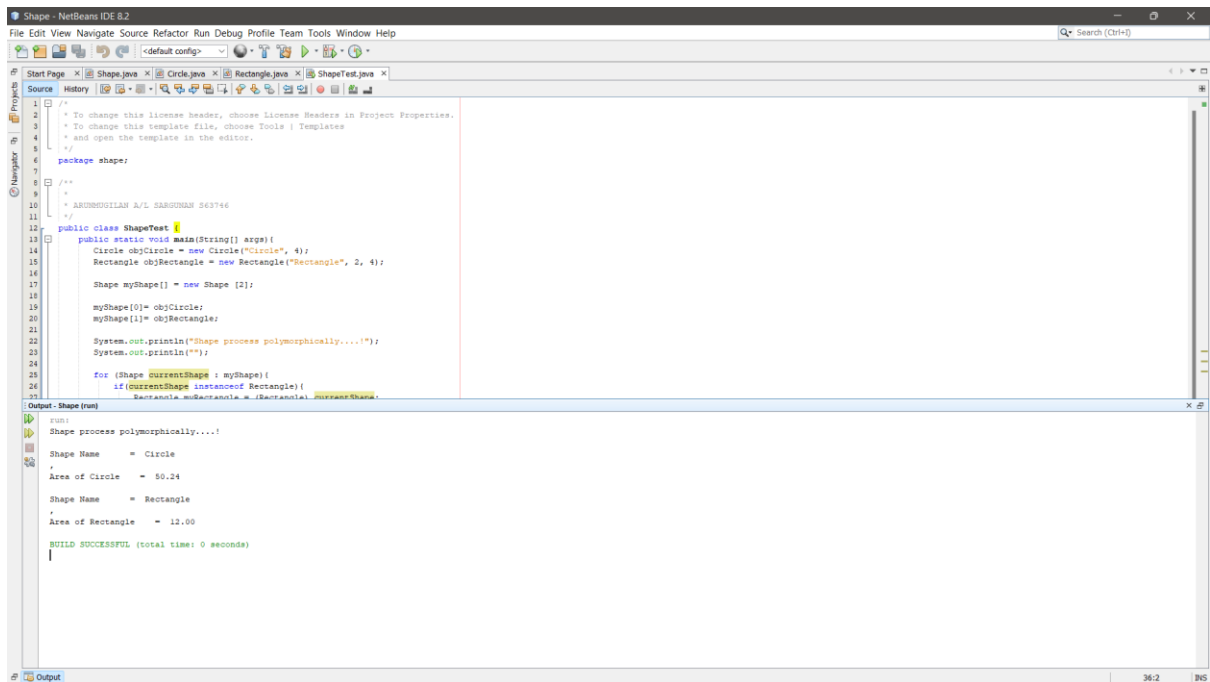 Shape - NetBeans IDE 8.2
File Edit View Navigate Source Refactor Run Debug Profile Team Tools Window Help
Search (Ctrl+I)
<default config>
Start Page Shape.java Circle.java Rectangle.java ShapeTest.java
Source History
Projects
Navigator
1 /*
2 * To change this license header, choose License Headers in Project Properties.
3 * To change this template file, choose Tools | Templates
4 * and open the template in the editor.
5 */
6 package shape;
7
8 /**
9 *
10 * ARUNMUGILAN A/L SARGUNAN S63746
11 */
12 public class ShapeTest {
13 public static void main(String[] args){
14 Circle objCircle = new Circle("Circle", 4);
15 Rectangle objRectangle = new Rectangle("Rectangle", 2, 4);
16
17 Shape myShape[] = new Shape [2];
18
19 myShape[0]= objCircle;
20 myShape[1]= objRectangle;
21
22 System.out.println("Shape process polymorphically....!");
23 System.out.println("");
24
25 for (Shape currentShape : myShape){
26 if(currentShape instanceof Rectangle){
27 Rectangle myRectangle = (Rectangle) currentShape;
Output - Shape (run)
run:
Shape process polymorphically....!
Shape Name = Circle
,
Area of Circle = 50.24
Shape Name = Rectangle
,
Area of Rectangle = 12.00
BUILD SUCCESSFUL (total time: 0 seconds)
Output
36:2 INS